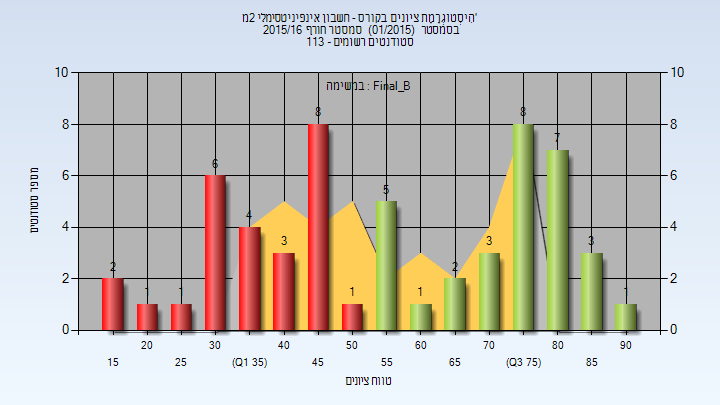 היסטוגרמת ציונים בקורס - חשבון אינפיניטסימלי 2מ'
בסמסטר (01/2015) סמסטר חורף 2015/16
סטודנטים רשומים - 113
במשימה : Final_B
מספר סטודנטים
10 10
8 8
6 6
4 4
2 2
0 0
2 1 1 6 4 3 8 1 5 1 2 3 8 7 3 1
20 30 40 50 60 70 80 90
15 25 (Q1 35) 45 55 65 (Q3 75) 85
טווח ציונים